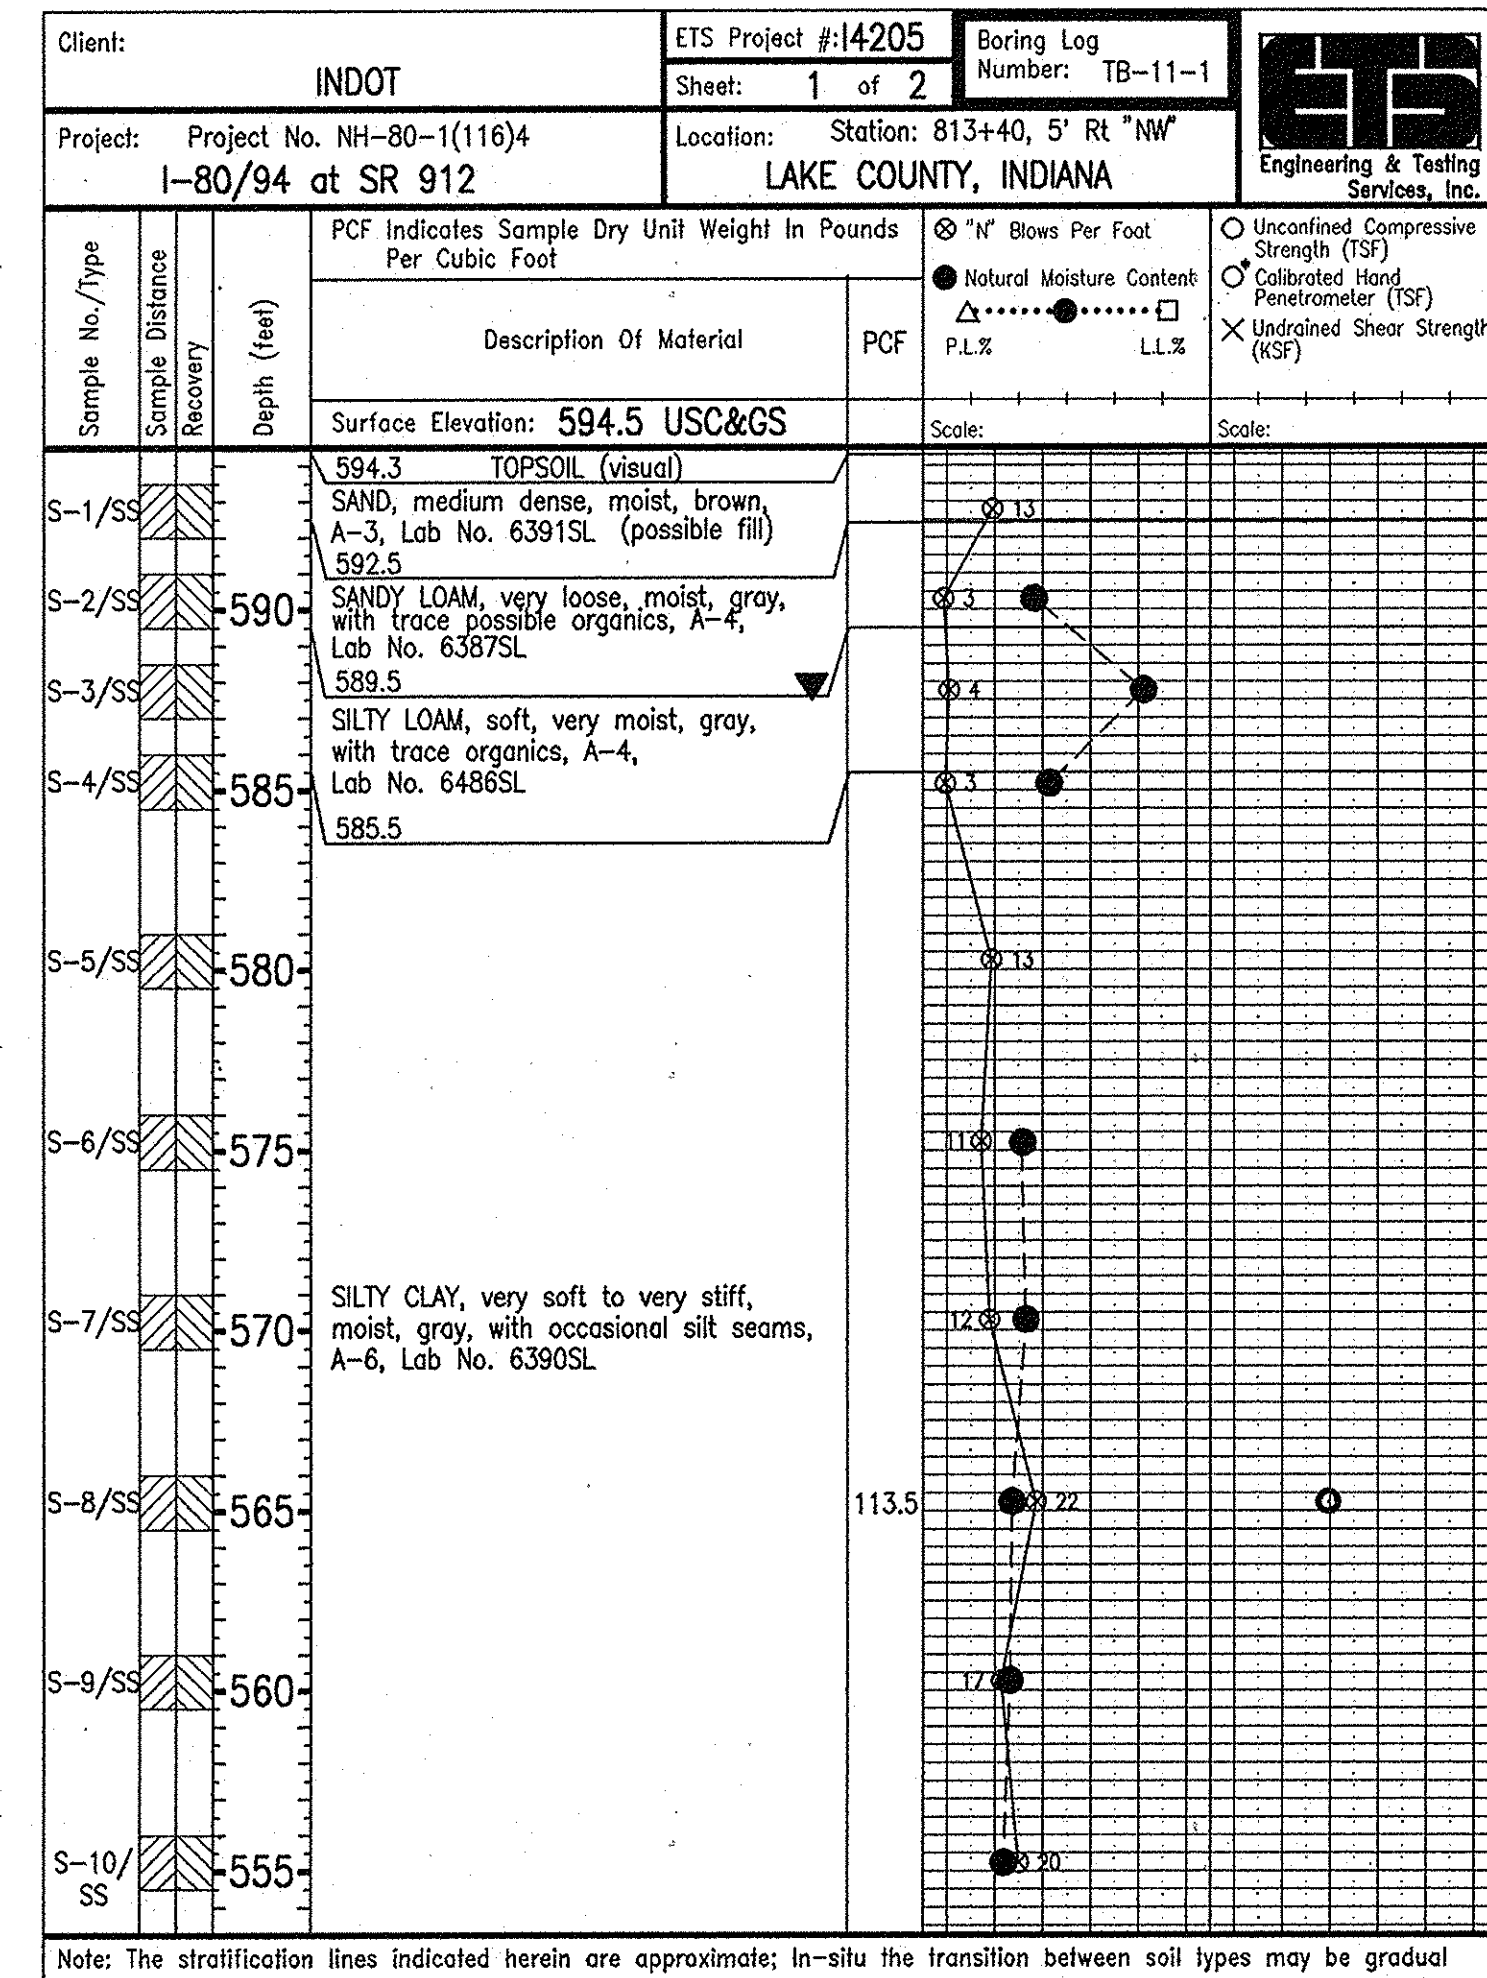 Client:
INDOT
ETS Project #: 14205
Sheet: 1 of 2
Boring Log
Number: TB-11-1
ETS
Engineering & Testing
Services, Inc.
Project: Project No. NH-80-1(116)4
I-80/94 at SR 912
Location: Station: 813+40, 5' Rt "NW"
LAKE COUNTY, INDIANA
Sample No./Type
Sample Distance
Recovery
Depth (feet)
PCF Indicates Sample Dry Unit Weight In Pounds
Per Cubic Foot
Description Of Material
PCF
Surface Elevation: 594.5 USC&GS
"N" Blows Per Foot
Natural Moisture Content
P.L.% L.L.%
Scale:
Unconfined Compressive
Strength (TSF)
Calibrated Hand
Penetrometer (TSF)
Undrained Shear Strength
(KSF)
Scale:
594.3 TOPSOIL (visual)
S-1/SS
SAND, medium dense, moist, brown,
A-3, Lab No. 6391SL (possible fill)
592.5
13
S-2/SS
590
SANDY LOAM, very loose, moist, gray,
with trace possible organics, A-4,
Lab No. 6387SL
589.5
3
S-3/SS
4
SILTY LOAM, soft, very moist, gray,
with trace organics, A-4,
Lab No. 6486SL
585.5
S-4/SS
585
3
S-5/SS
580
13
S-6/SS
575
11
S-7/SS
570
SILTY CLAY, very soft to very stiff,
moist, gray, with occasional silt seams,
A-6, Lab No. 6390SL
12
S-8/SS
565
113.5
22
S-9/SS
560
17
S-10/
SS
555
20
Note: The stratification lines indicated herein are approximate; In-situ the transition between soil types may be gradual